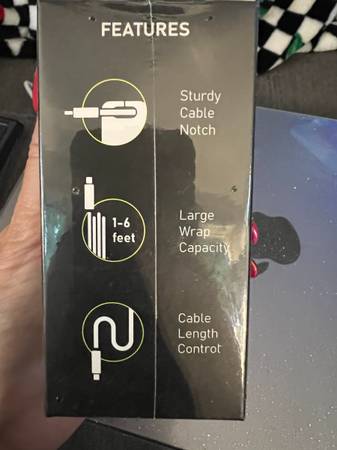 FEATURES
Sturdy
Cable
Notch
1-6
feet
Large
Wrap
Capacity
Cable
Length
Control